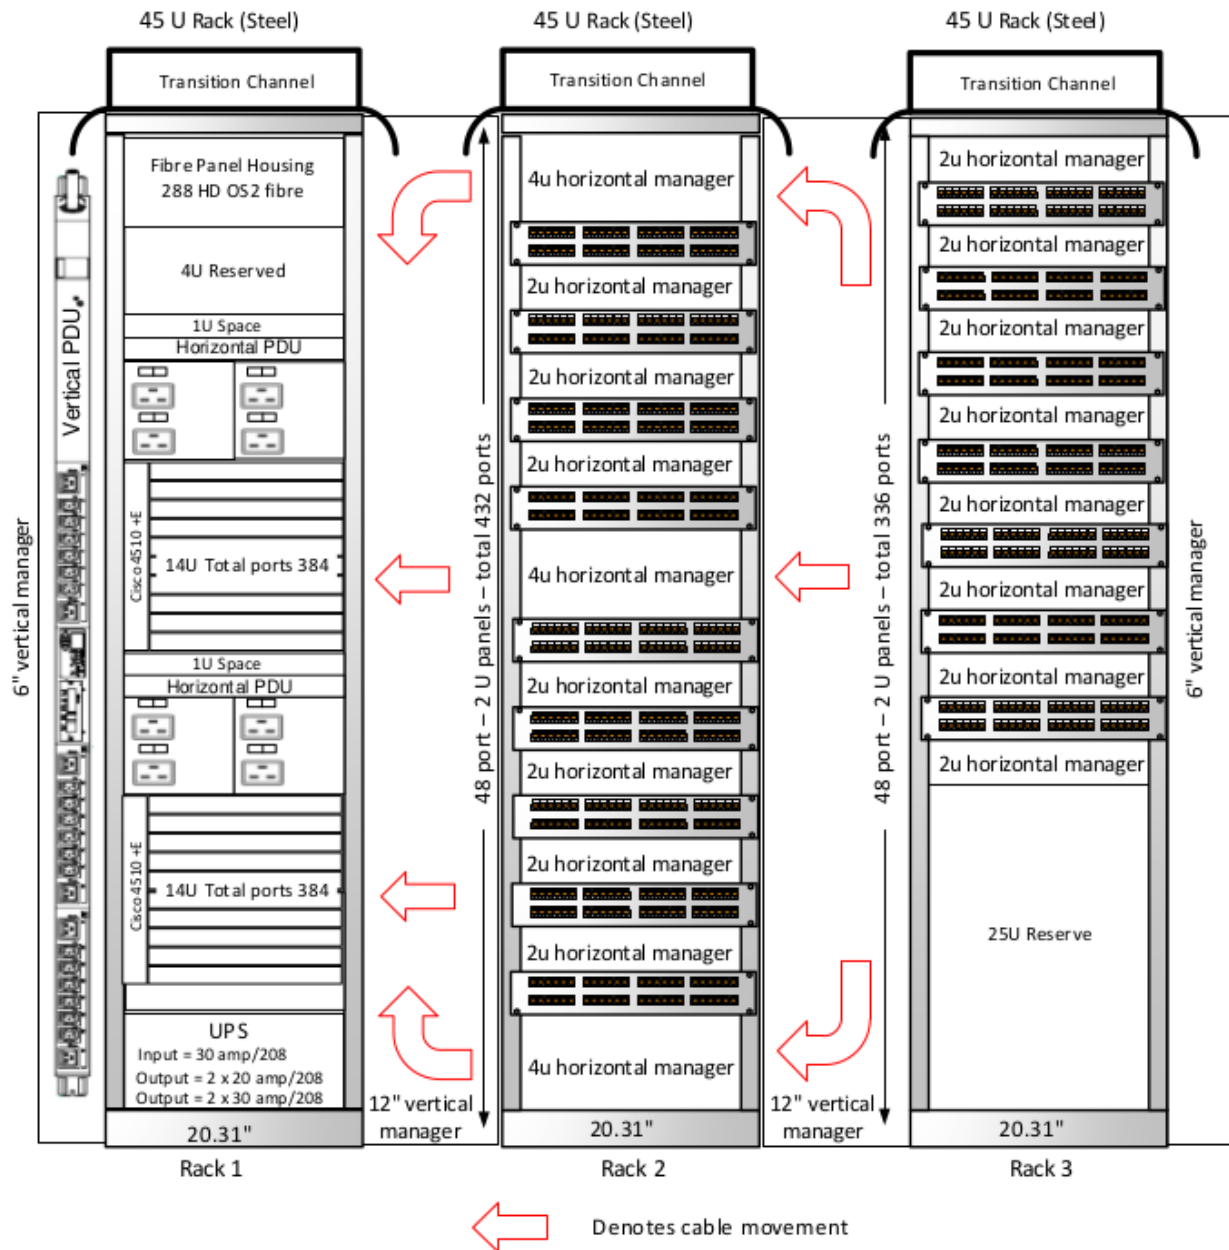 45 U Rack (Steel)
45 U Rack (Steel)
45 U Rack (Steel)
Transition Channel
Transition Channel
Transition Channel
6" vertical manager
Vertical PDU
Fibre Panel Housing
288 HD OS2 fibre
4U Reserved
1U Space
Horizontal PDU
Cisco 4510 +E
14U Total ports 384
1U Space
Horizontal PDU
Cisco 4510 +E
14U Total ports 384
UPS
Input = 30 amp/208
Output = 2 x 20 amp/208
Output = 2 x 30 amp/208
20.31"
Rack 1
12" vertical
manager
48 port – 2 U panels – total 432 ports
4u horizontal manager
2u horizontal manager
2u horizontal manager
2u horizontal manager
4u horizontal manager
2u horizontal manager
2u horizontal manager
2u horizontal manager
2u horizontal manager
4u horizontal manager
20.31"
Rack 2
12" vertical
manager
48 port – 2 U panels – total 336 ports
2u horizontal manager
2u horizontal manager
2u horizontal manager
2u horizontal manager
2u horizontal manager
2u horizontal manager
2u horizontal manager
2u horizontal manager
25U Reserve
20.31"
Rack 3
6" vertical manager
Denotes cable movement